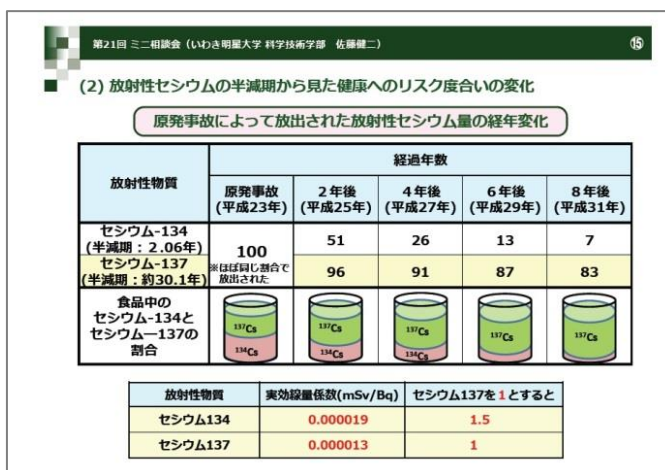 第21回 ミニ相談会（いわき明星大学 科学技術学部 佐藤健二）
⑮
(2) 放射性セシウムの半減期から見た健康へのリスク度合いの変化
原発事故によって放出された放射性セシウム量の経年変化
放射性物質
経過年数
原発事故
(平成23年)
2年後
(平成25年)
4年後
(平成27年)
6年後
(平成29年)
8年後
(平成31年)
セシウム-134
(半減期：2.06年)
100
※ほぼ同じ割合で
放出された
51
26
13
7
セシウム-137
(半減期：約30.1年)
96
91
87
83
食品中の
セシウム-134と
セシウム一137の
割合
137Cs
134Cs
137Cs
134Cs
137Cs
134Cs
137Cs
137Cs
放射性物質
実効線量係数(mSv/Bq)
セシウム137を1とすると
セシウム134
0.000019
1.5
セシウム137
0.000013
1